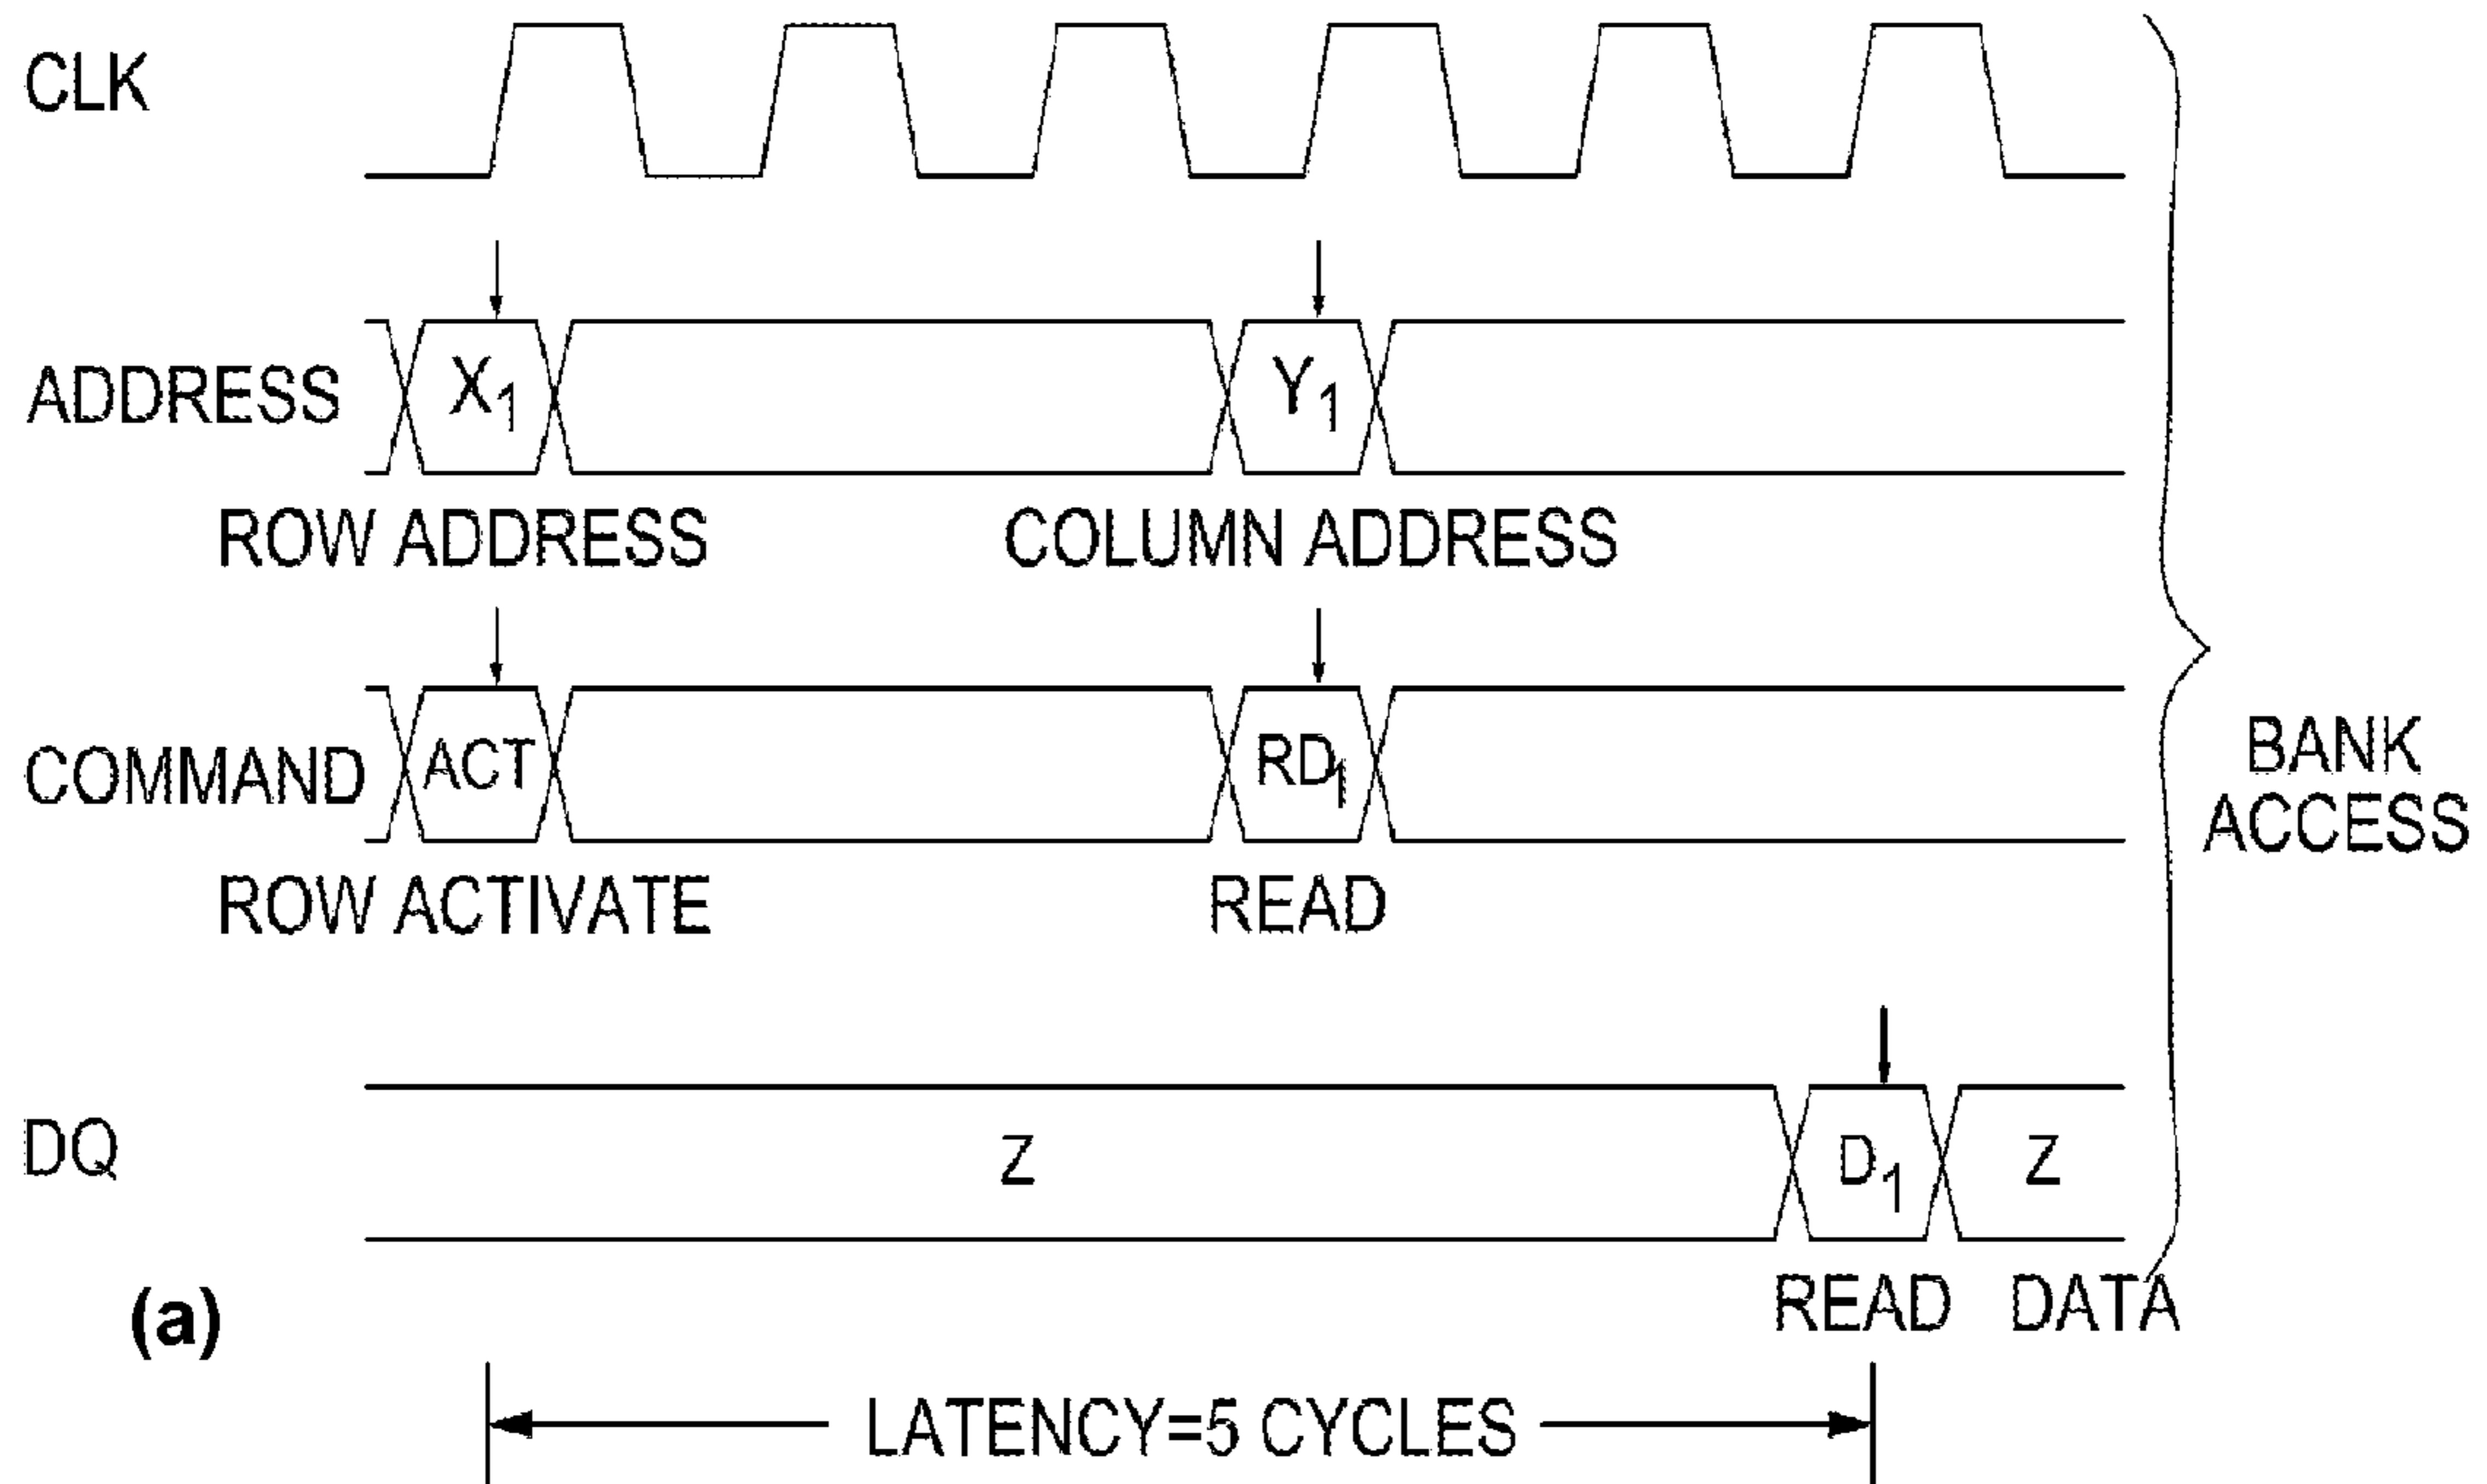 CLK
ADDRESS
X1
Y1
ROW ADDRESS
COLUMN ADDRESS
COMMAND
ACT
RD1
ROW ACTIVATE
READ
BANK
ACCESS
DQ
Z
D1
Z
READ DATA
(a)
LATENCY=5 CYCLES